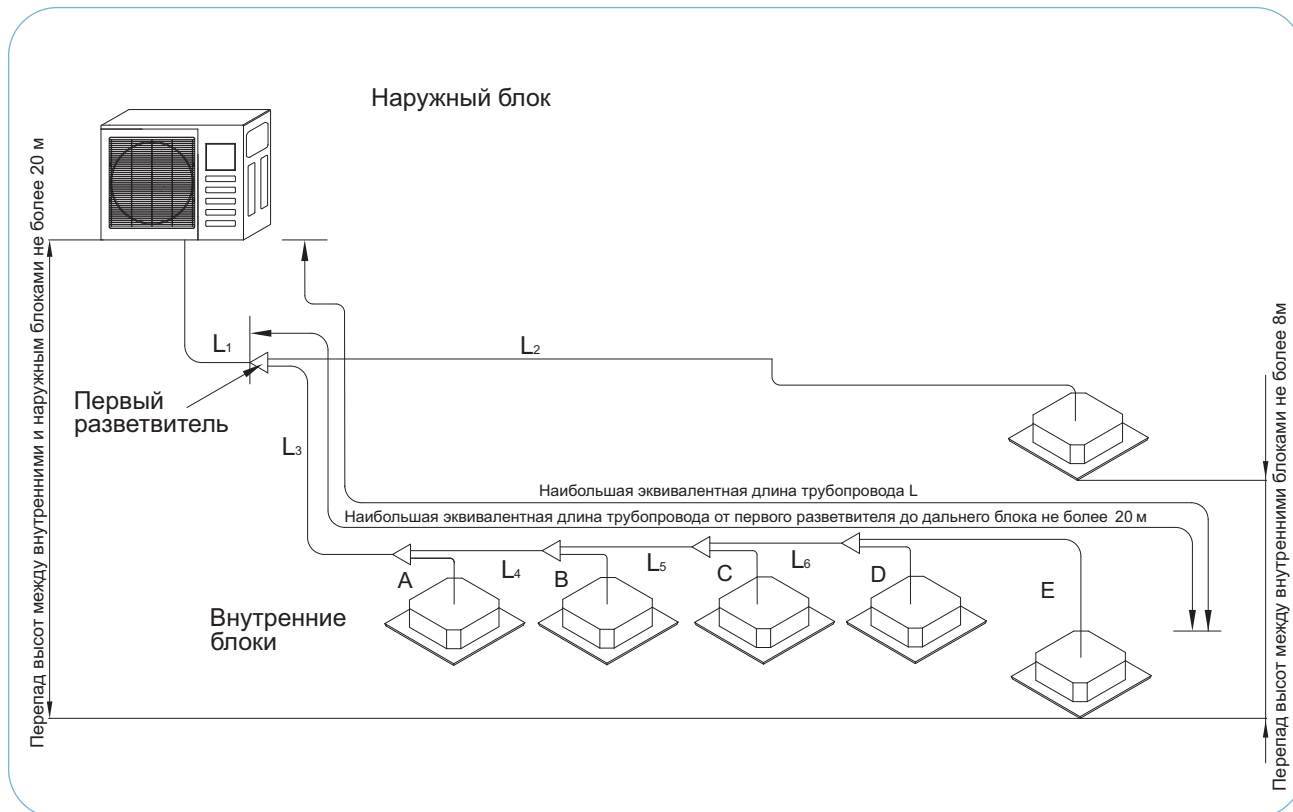 Наружный блок
Перепад высот между внутренними и наружным блоками не более 20 м
L1
L2
Первый
разветвитель
L3
Наибольшая эквивалентная длина трубопровода L
Наибольшая эквивалентная длина трубопровода от первого разветвителя до дальнего блока не более 20 м
A
L4
B
L5
C
L6
D
E
Внутренние
блоки
Перепад высот между внутренними блоками не более 8м